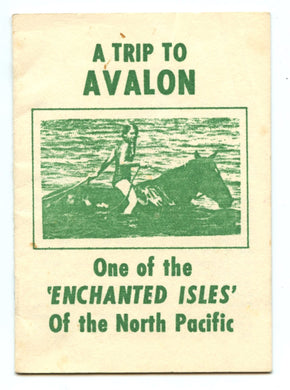 A TRIP TO
AVALON
One of the
'ENCHANTED ISLES'
Of the North Pacific